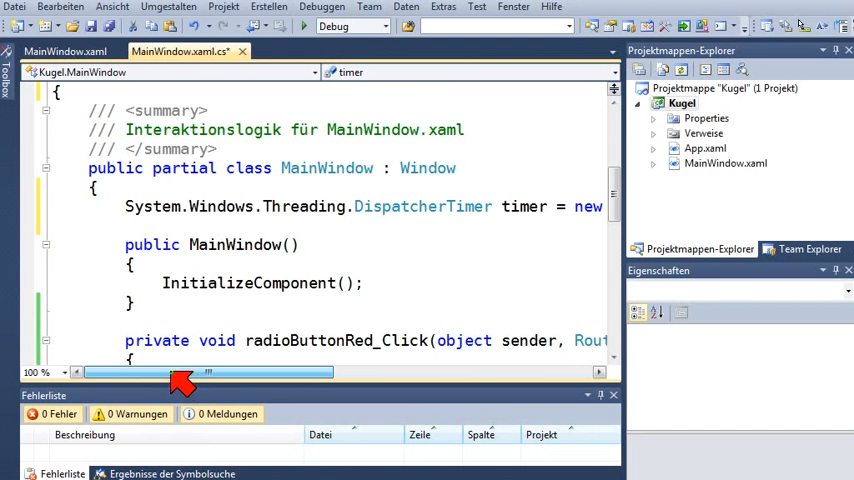 Datei Bearbeiten Ansicht Umgestalten Projekt Erstellen Debuggen Team Daten Extras Test Fenster Hilfe
Debug
MainWindow.xaml MainWindow.xaml.cs*
Projektmappen-Explorer
Toolbox
Kugel.MainWindow timer
{
/// <summary>
/// Interaktionslogik für MainWindow.xaml
/// </summary>
public partial class MainWindow : Window
{
System.Windows.Threading.DispatcherTimer timer = new
public MainWindow()
{
InitializeComponent();
}
private void radioButtonRed_Click(object sender, Rout
{
100 %
Projektmappe "Kugel" (1 Projekt)
Kugel
Properties
Verweise
App.xaml
MainWindow.xaml
Projektmappen-Explorer Team Explorer
Eigenschaften
Fehlerliste
0 Fehler 0 Warnungen 0 Meldungen
Beschreibung Datei Zeile Spalte Projekt
Fehlerliste Ergebnisse der Symbolsuche